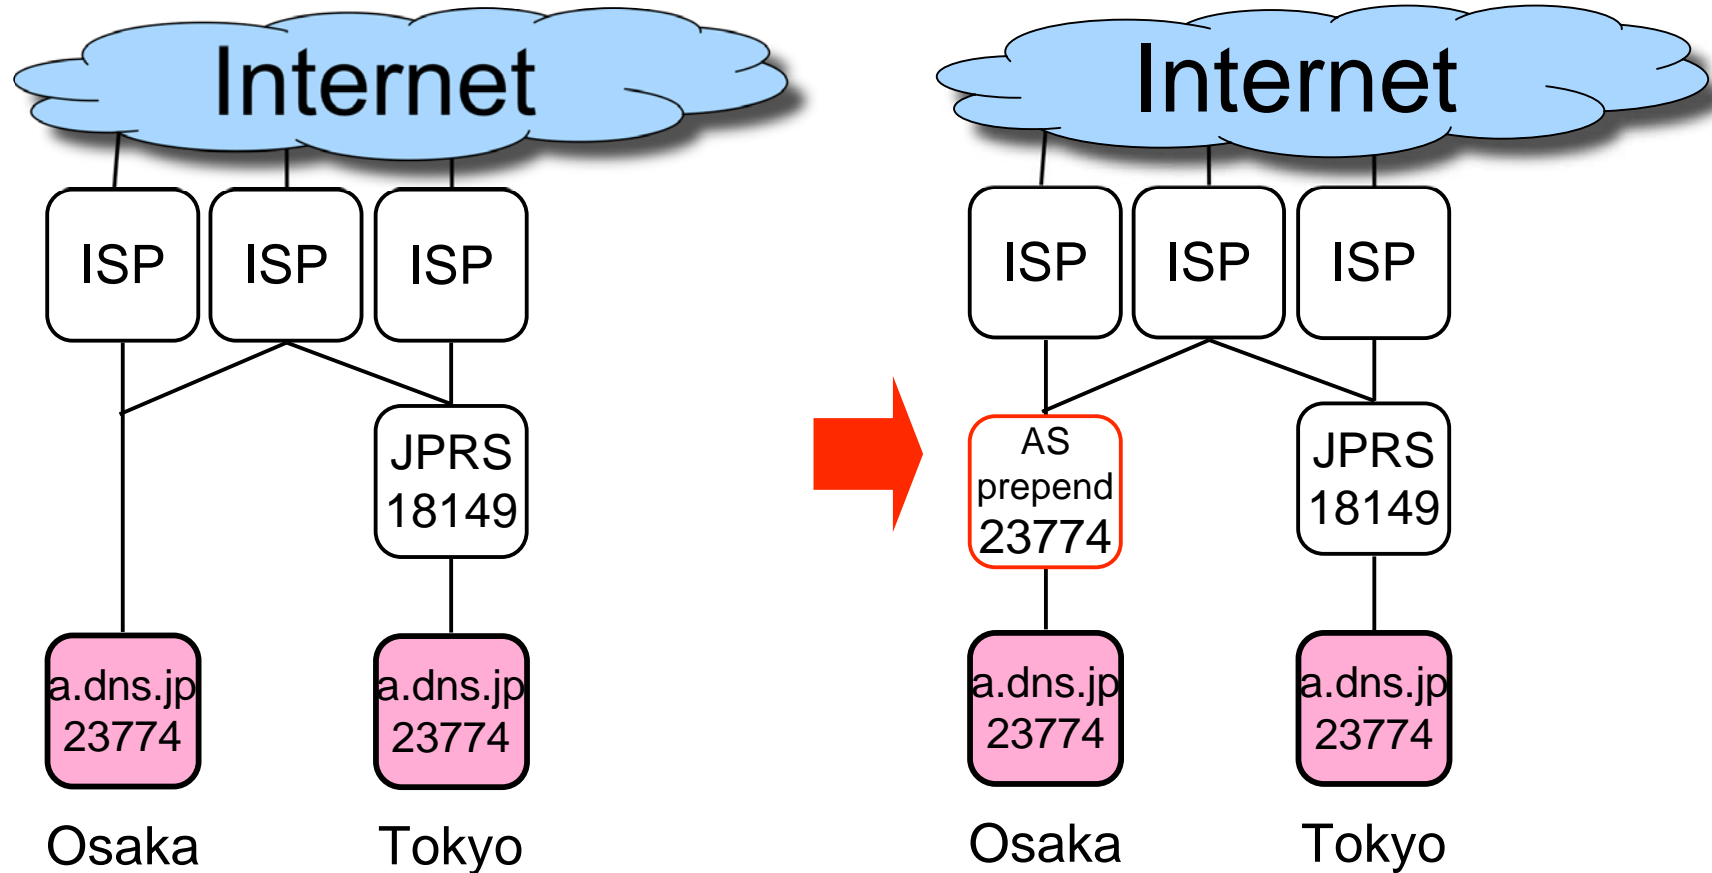 Internet
ISP
ISP
ISP
JPRS
18149
a.dns.jp
23774
a.dns.jp
23774
Osaka
Tokyo
Internet
ISP
ISP
ISP
AS
prepend
23774
JPRS
18149
a.dns.jp
23774
a.dns.jp
23774
Osaka
Tokyo